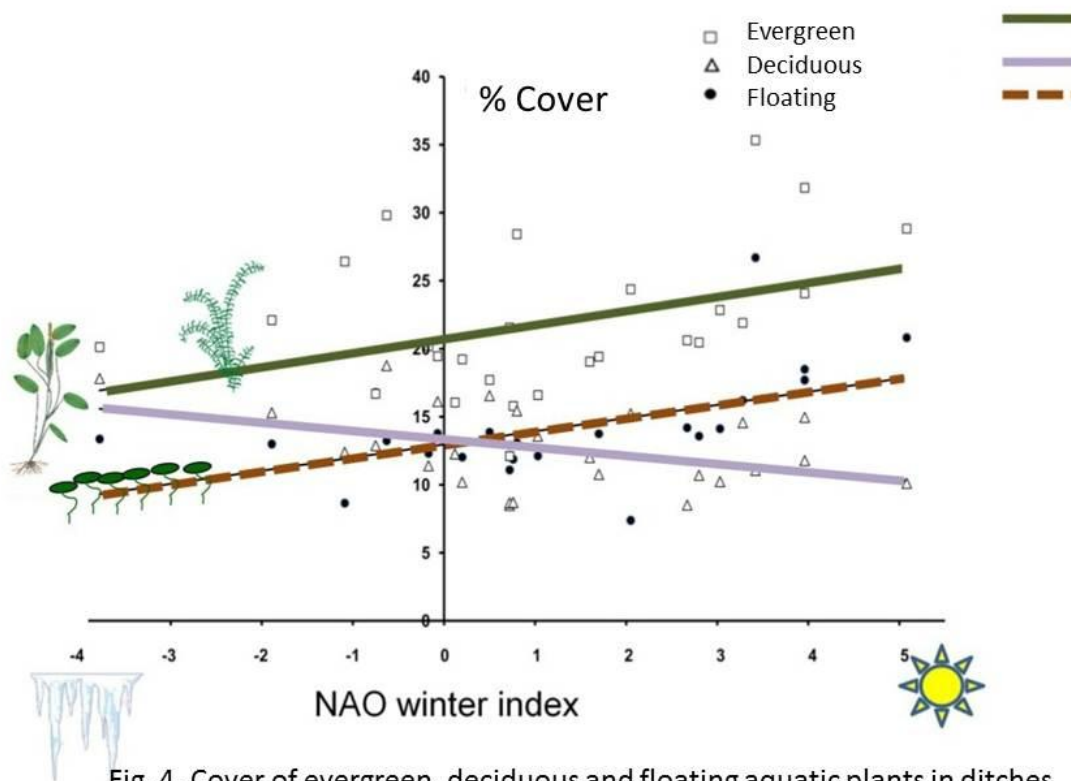 Evergreen
Deciduous
Floating
% Cover
40
35
30
25
20
15
10
5
0
-4 -3 -2 -1 0 1 2 3 4 5
NAO winter index
Fig. 4. Cover of evergreen, deciduous and floating aquatic plants in ditches